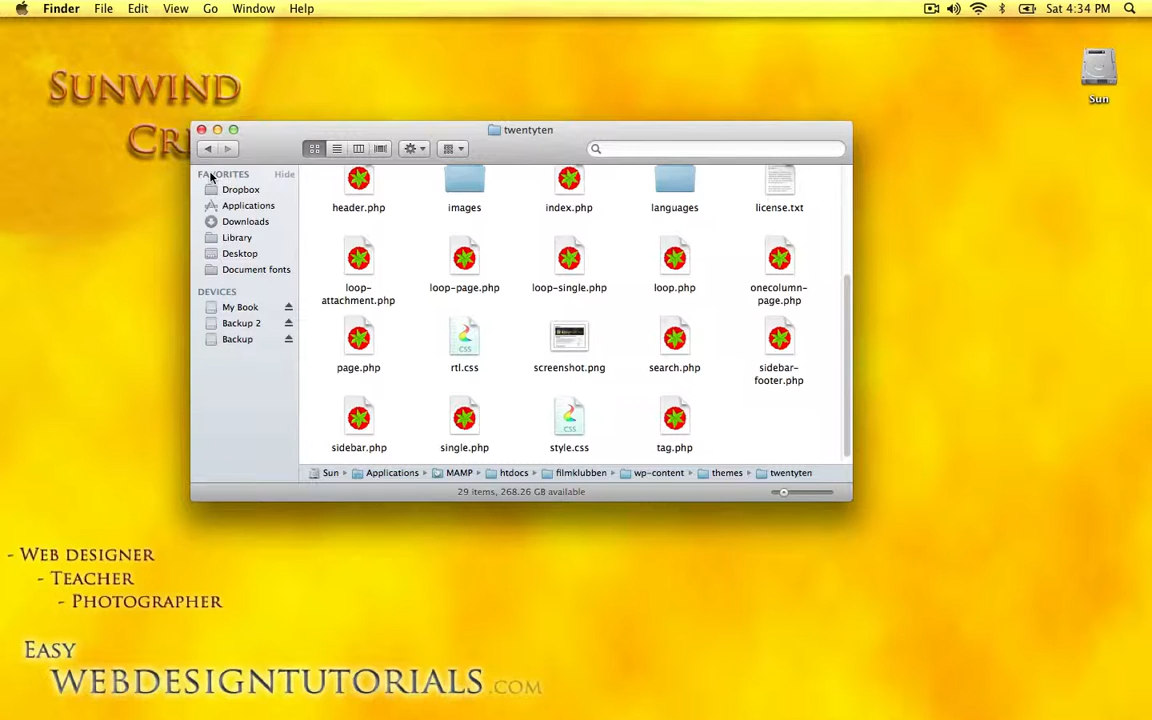 Finder File Edit View Go Window Help Sat 4:34 PM
SUNWIND
CR
Sun
twentyten
FAVORITES Hide
Dropbox
Applications
Downloads
Library
Desktop
Document fonts
DEVICES
My Book
Backup 2
Backup
header.php images index.php languages license.txt
loop-attachment.php loop-page.php loop-single.php loop.php onecolumn-page.php
CSS
page.php rtl.css screenshot.png search.php sidebar-footer.php
CSS
sidebar.php single.php style.css tag.php
Sun Applications MAMP htdocs filmklubben wp-content themes twentyten
29 items, 268.26 GB available
- WEB DESIGNER
- TEACHER
- PHOTOGRAPHER
EASY
WEBDESIGNTUTORIALS.COM